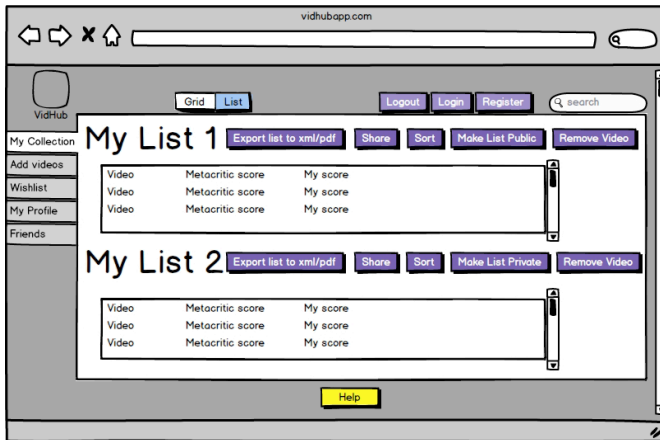 vidhubapp.com
VidHub
Grid List Logout Login Register search
My Collection
Add videos
Wishlist
My Profile
Friends
My List 1 Export list to xml/pdf Share Sort Make List Public Remove Video
Video Metacritic score My score
Video Metacritic score My score
Video Metacritic score My score
My List 2 Export list to xml/pdf Share Sort Make List Private Remove Video
Video Metacritic score My score
Video Metacritic score My score
Video Metacritic score My score
Help